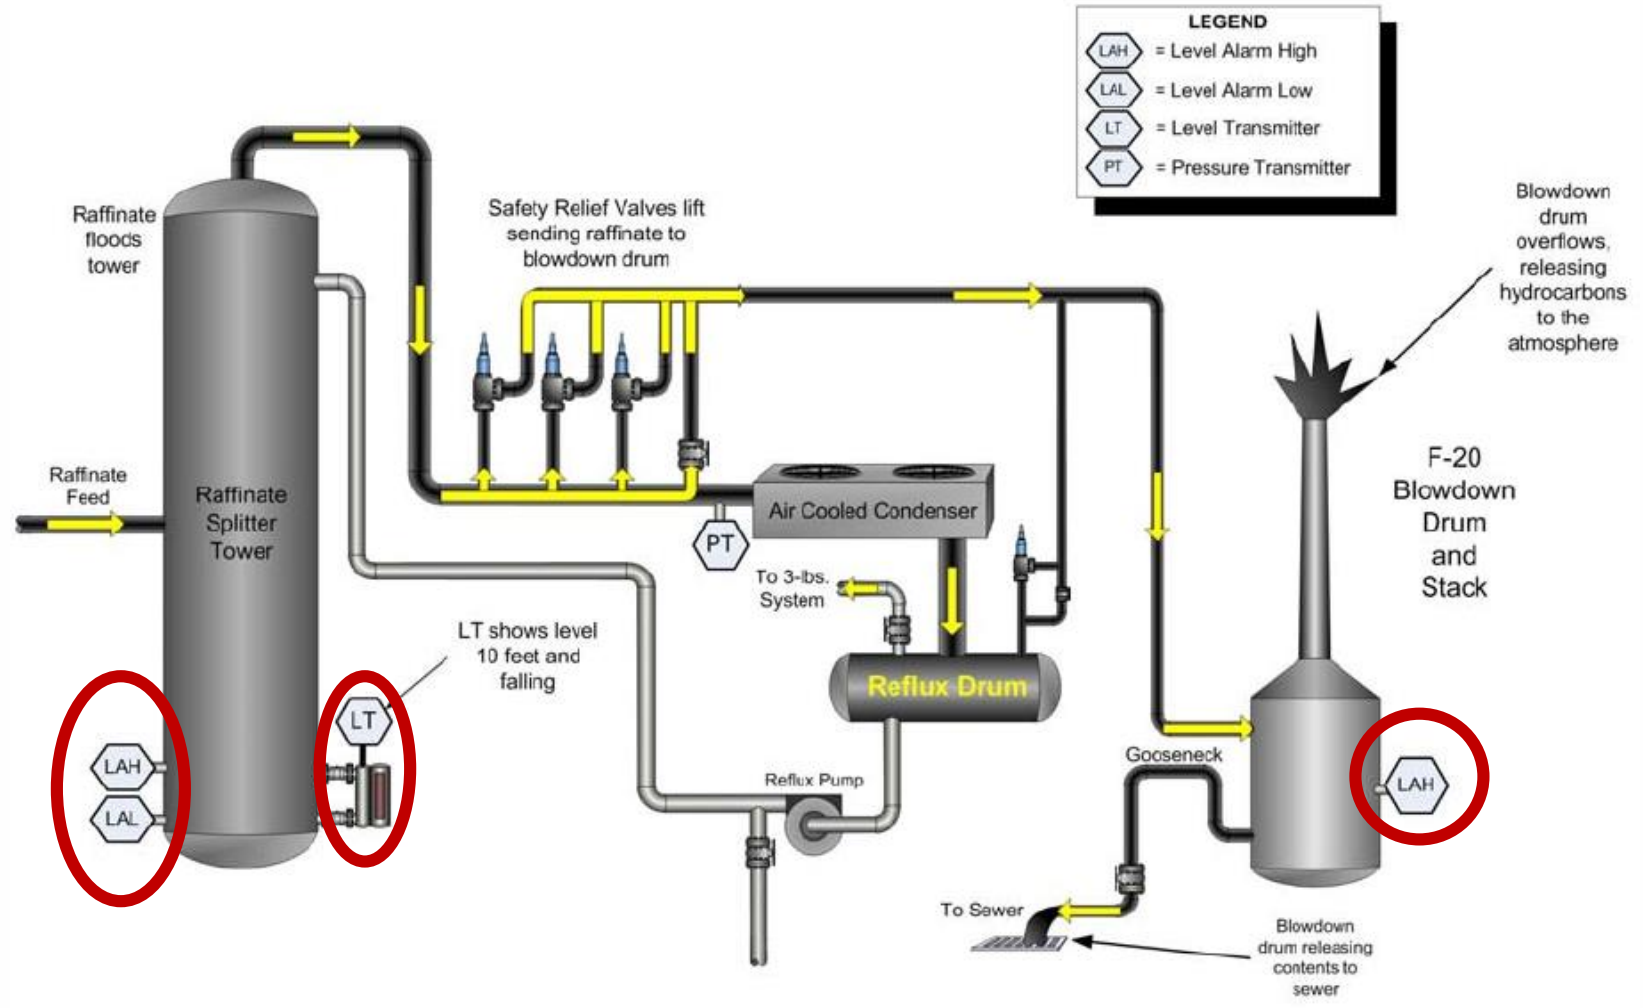 LEGEND
LAH = Level Alarm High
LAL = Level Alarm Low
LT = Level Transmitter
PT = Pressure Transmitter
Raffinate
floods
tower
Safety Relief Valves lift
sending raffinate to
blowdown drum
Blowdown
drum
overflows,
releasing
hydrocarbons
to the
atmosphere
Raffinate
Feed
Raffinate
Splitter
Tower
Air Cooled Condenser
PT
F-20
Blowdown
Drum
and
Stack
To 3-lbs.
System
LT shows level
10 feet and
falling
Reflux Drum
LT
LAH
LAL
Reflux Pump
Gooseneck
LAH
To Sewer
Blowdown
drum releasing
contents to
sewer